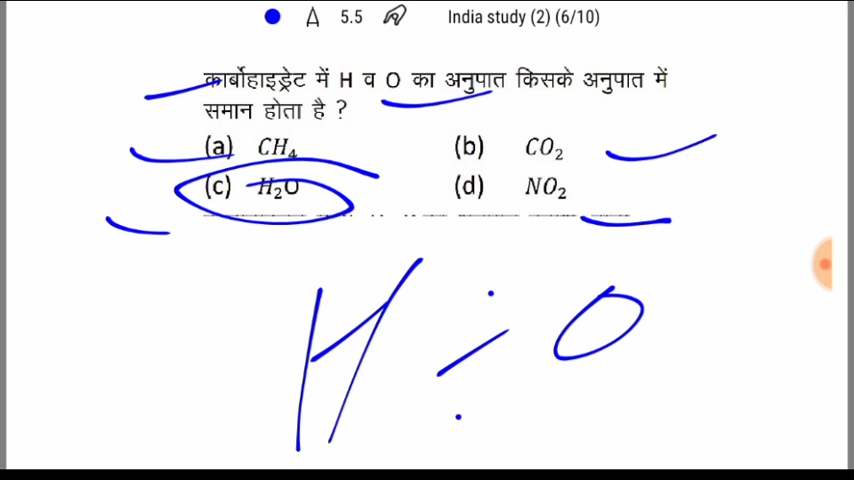 5.5 India study (2) (6/10)
कार्बोहाइड्रेट में H व O का अनुपात किसके अनुपात में
समान होता है ?
(a) CH₄ (b) CO₂
(c) H₂O (d) NO₂
H ÷ O